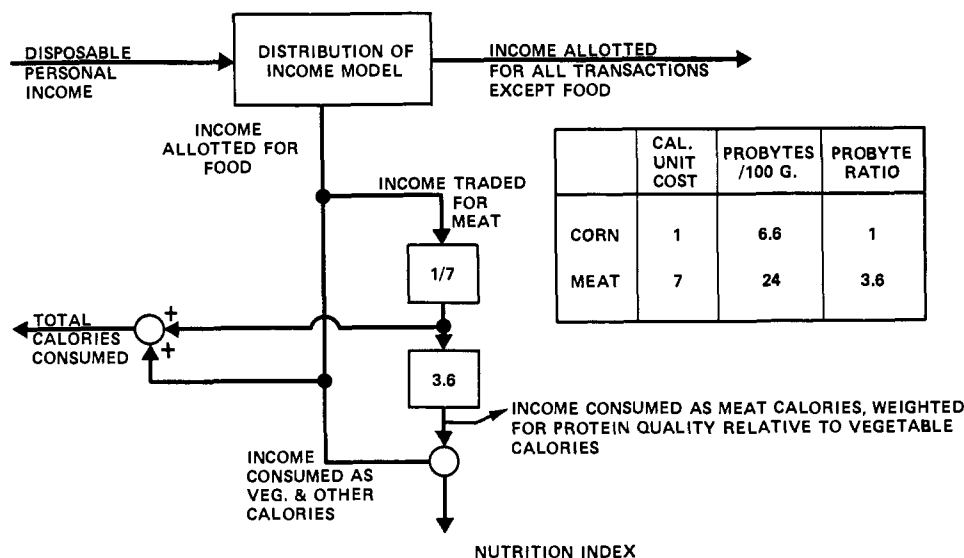 DISPOSABLE
PERSONAL
INCOME
DISTRIBUTION OF
INCOME MODEL
INCOME ALLOTTED
FOR ALL TRANSACTIONS
EXCEPT FOOD
INCOME
ALLOTTED FOR
FOOD
INCOME TRADED
FOR
MEAT
CAL.
UNIT
COST
PROBYTES
/100 G.
PROBYTE
RATIO
CORN 1 6.6 1
MEAT 7 24 3.6
1/7
+
TOTAL
CALORIES
CONSUMED
+
3.6
INCOME CONSUMED AS MEAT CALORIES, WEIGHTED
FOR PROTEIN QUALITY RELATIVE TO VEGETABLE
CALORIES
INCOME
CONSUMED AS
VEG. & OTHER
CALORIES
NUTRITION INDEX